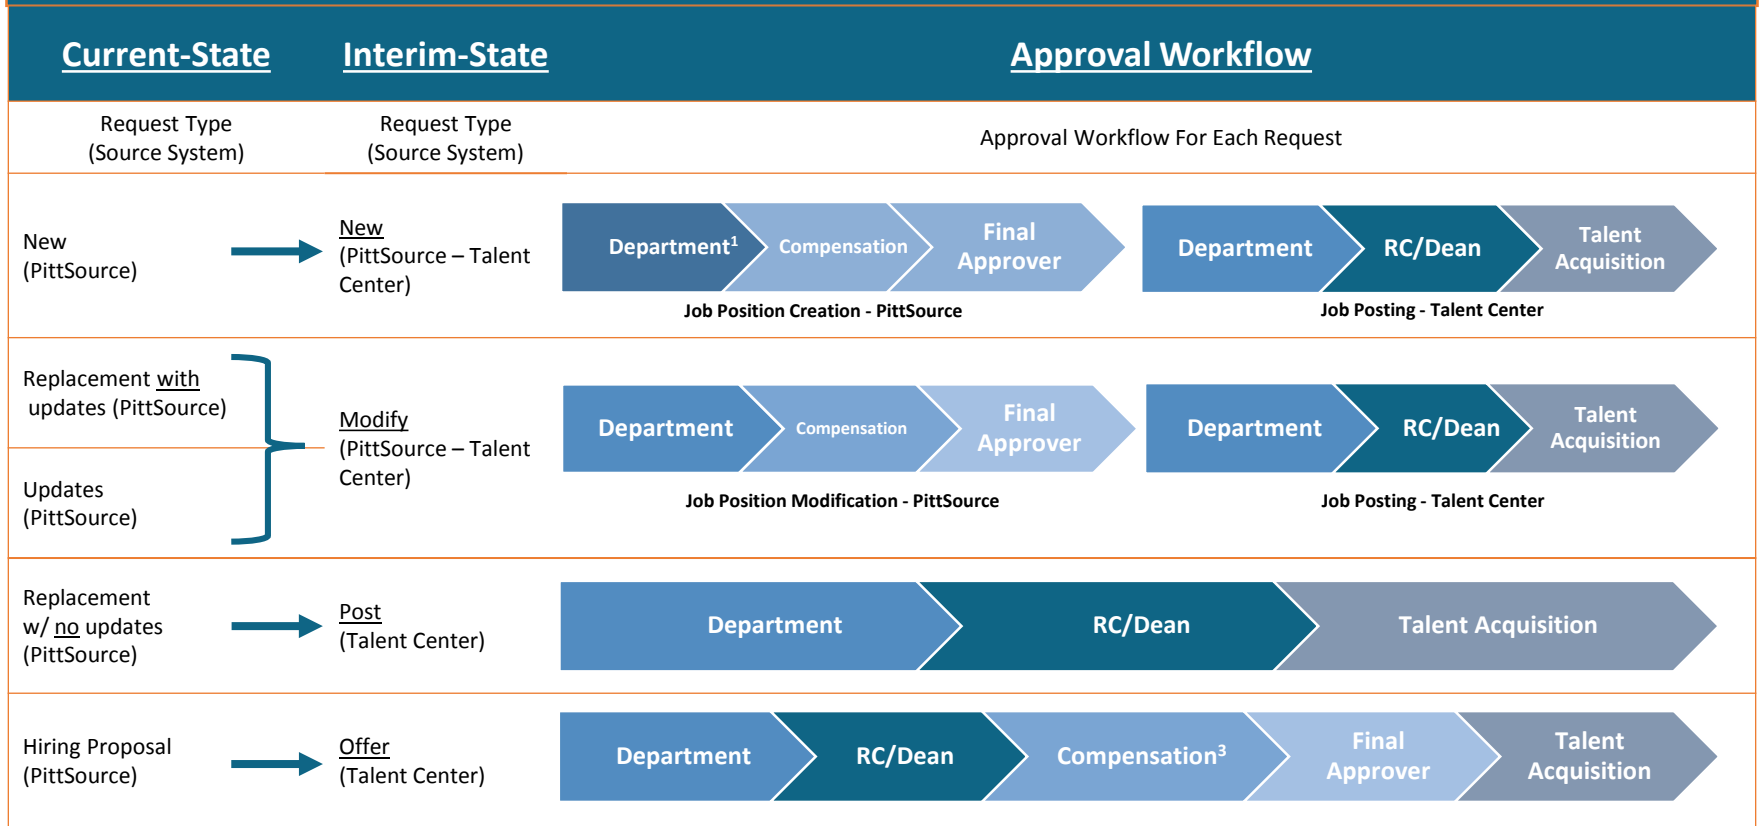 Current-State
Interim-State
Approval Workflow
Request Type
(Source System)
Request Type
(Source System)
Approval Workflow For Each Request
New
(PittSource)
New
(PittSource – Talent
Center)
Department¹
Compensation
Final
Approver
Job Position Creation - PittSource
Department
RC/Dean
Talent
Acquisition
Job Posting - Talent Center
Replacement with
updates (PittSource)
Updates
(PittSource)
Modify
(PittSource – Talent
Center)
Department
Compensation
Final
Approver
Job Position Modification - PittSource
Department
RC/Dean
Talent
Acquisition
Job Posting - Talent Center
Replacement
w/ no updates
(PittSource)
Post
(Talent Center)
Department
RC/Dean
Talent Acquisition
Hiring Proposal
(PittSource)
Offer
(Talent Center)
Department
RC/Dean
Compensation³
Final
Approver
Talent
Acquisition